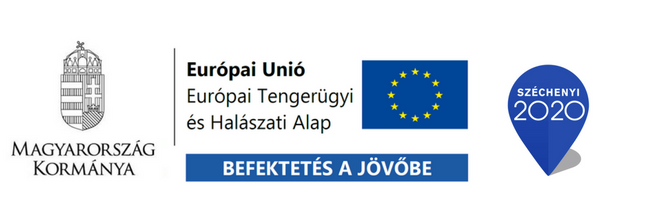 MAGYARORSZÁG
KORMÁNYA
Európai Unió
Európai Tengerügyi
és Halászati Alap
BEFEKTETÉS A JÖVŐBE
SZÉCHENYI
2020